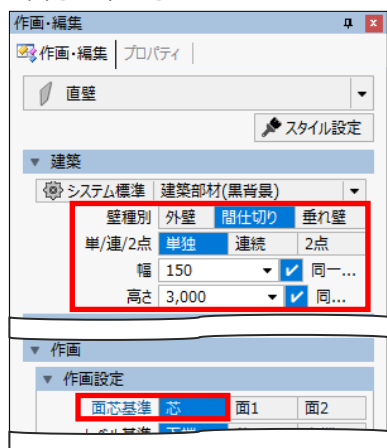 作画・編集
作画・編集 プロパティ
直壁
スタイル設定
建築
システム標準 建築部材(黒背景)
壁種別 外壁 間仕切り 垂れ壁
単/連/2点 単独 連続 2点
幅 150 同一...
高さ 3,000 同...
作画
作画設定
面芯基準 芯 面1 面2